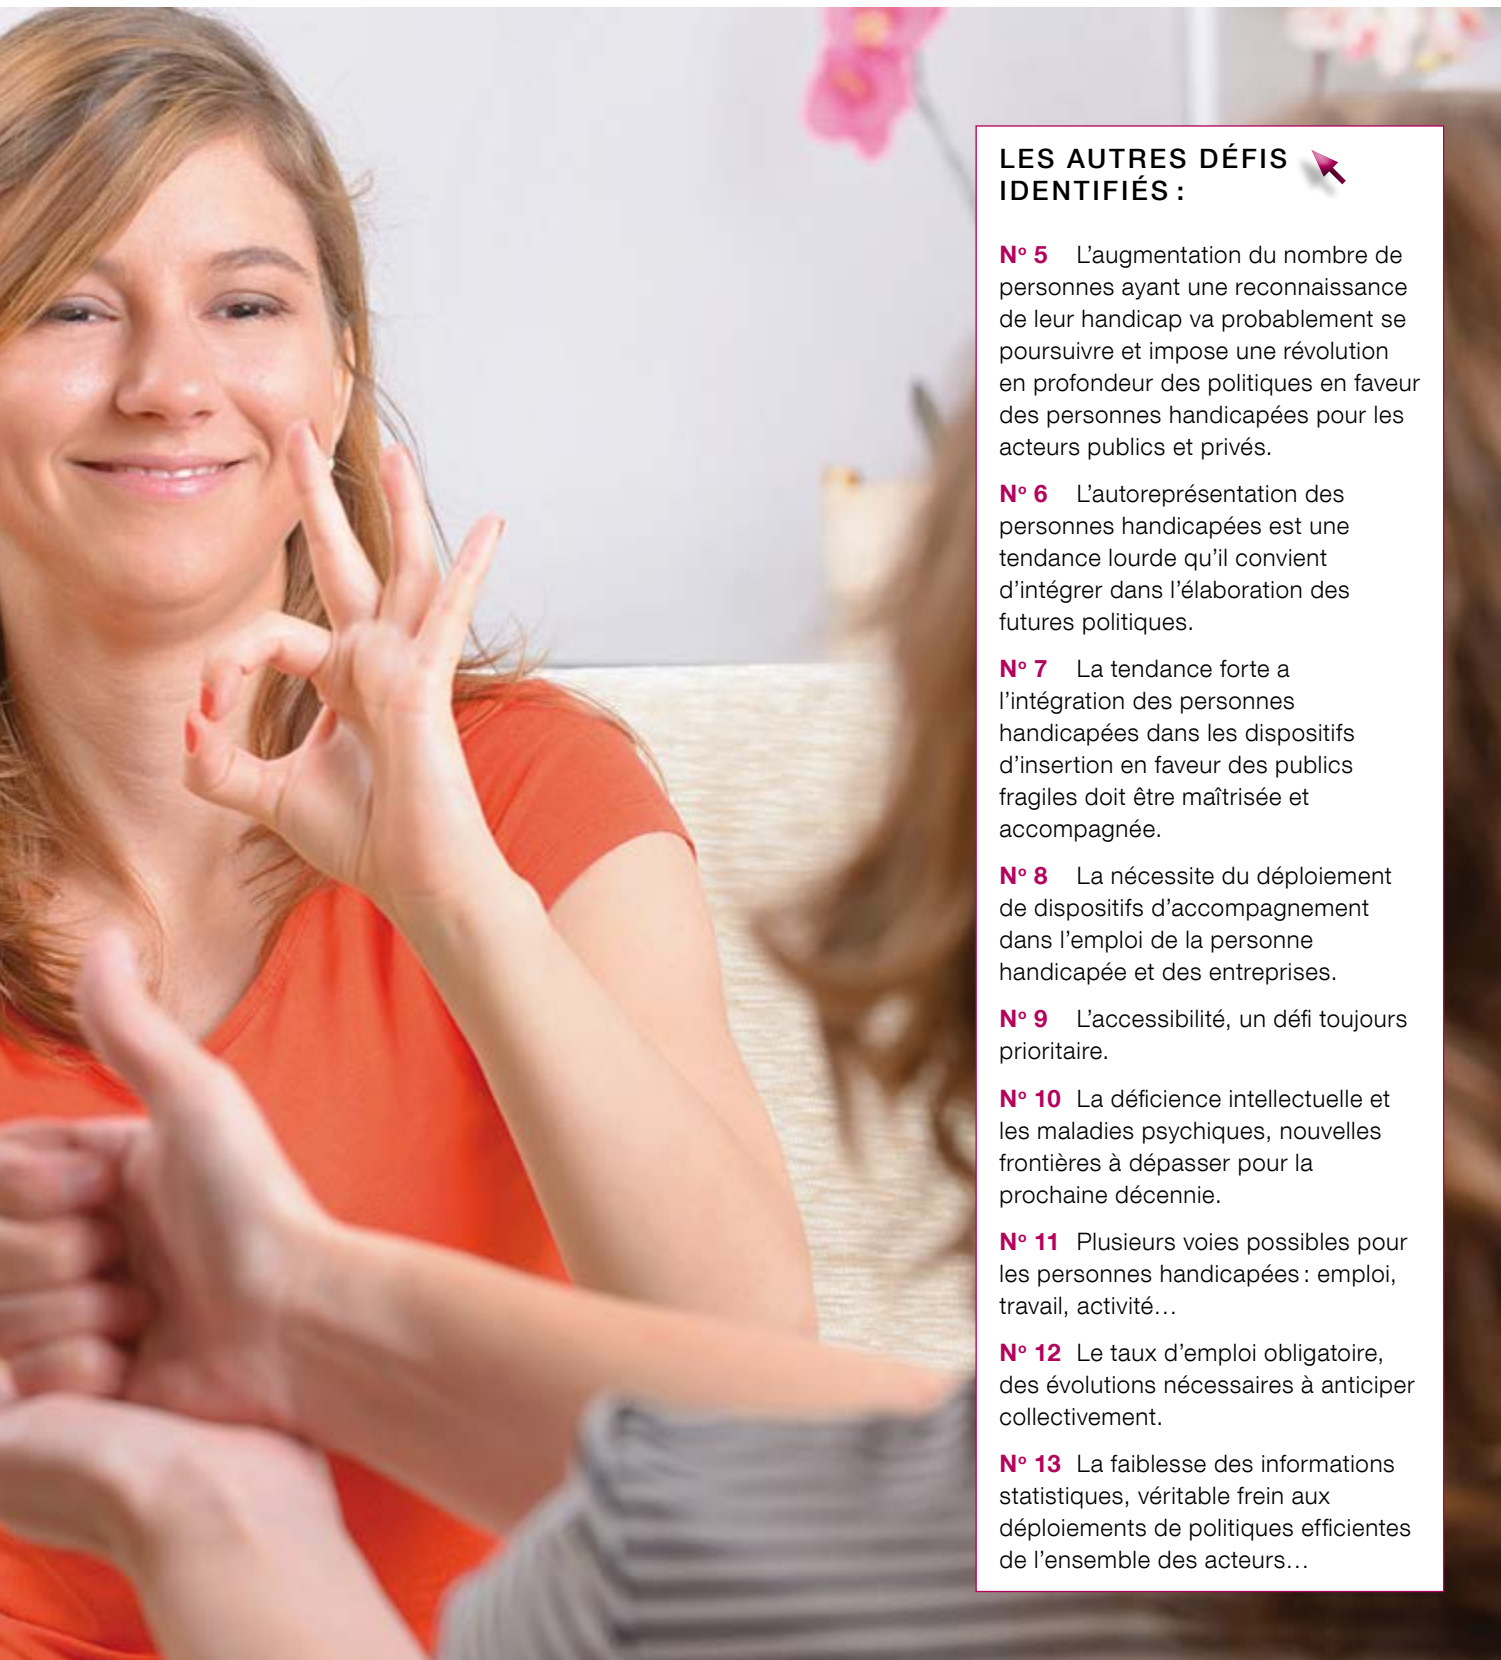 LES AUTRES DÉFIS
IDENTIFIÉS :
Nº 5 L’augmentation du nombre de
personnes ayant une reconnaissance
de leur handicap va probablement se
poursuivre et impose une révolution
en profondeur des politiques en faveur
des personnes handicapées pour les
acteurs publics et privés.
Nº 6 L’autoreprésentation des
personnes handicapées est une
tendance lourde qu’il convient
d’intégrer dans l’élaboration des
futures politiques.
Nº 7 La tendance forte a
l’intégration des personnes
handicapées dans les dispositifs
d’insertion en faveur des publics
fragiles doit être maîtrisée et
accompagnée.
Nº 8 La nécessite du déploiement
de dispositifs d’accompagnement
dans l’emploi de la personne
handicapée et des entreprises.
Nº 9 L’accessibilité, un défi toujours
prioritaire.
Nº 10 La déficience intellectuelle et
les maladies psychiques, nouvelles
frontières à dépasser pour la
prochaine décennie.
Nº 11 Plusieurs voies possibles pour
les personnes handicapées : emploi,
travail, activité…
Nº 12 Le taux d’emploi obligatoire,
des évolutions nécessaires à anticiper
collectivement.
Nº 13 La faiblesse des informations
statistiques, véritable frein aux
déploiements de politiques efficientes
de l’ensemble des acteurs…